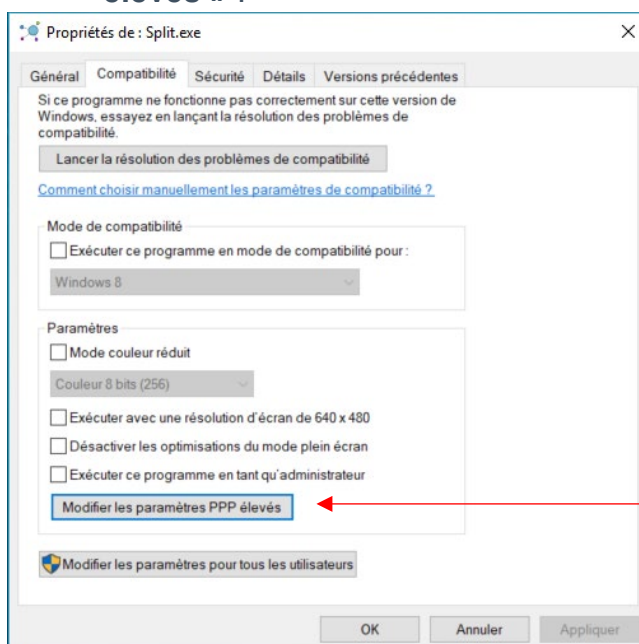 Propriétés de : Split.exe
Général Compatibilité Sécurité Détails Versions précédentes
Si ce programme ne fonctionne pas correctement sur cette version de
Windows, essayez en lançant la résolution des problèmes de
compatibilité.
Lancer la résolution des problèmes de compatibilité
Comment choisir manuellement les paramètres de compatibilité ?
Mode de compatibilité
Exécuter ce programme en mode de compatibilité pour :
Windows 8
Paramètres
Mode couleur réduit
Couleur 8 bits (256)
Exécuter avec une résolution d'écran de 640 x 480
Désactiver les optimisations du mode plein écran
Exécuter ce programme en tant qu'administrateur
Modifier les paramètres PPP élevés
Modifier les paramètres pour tous les utilisateurs
OK Annuler Appliquer